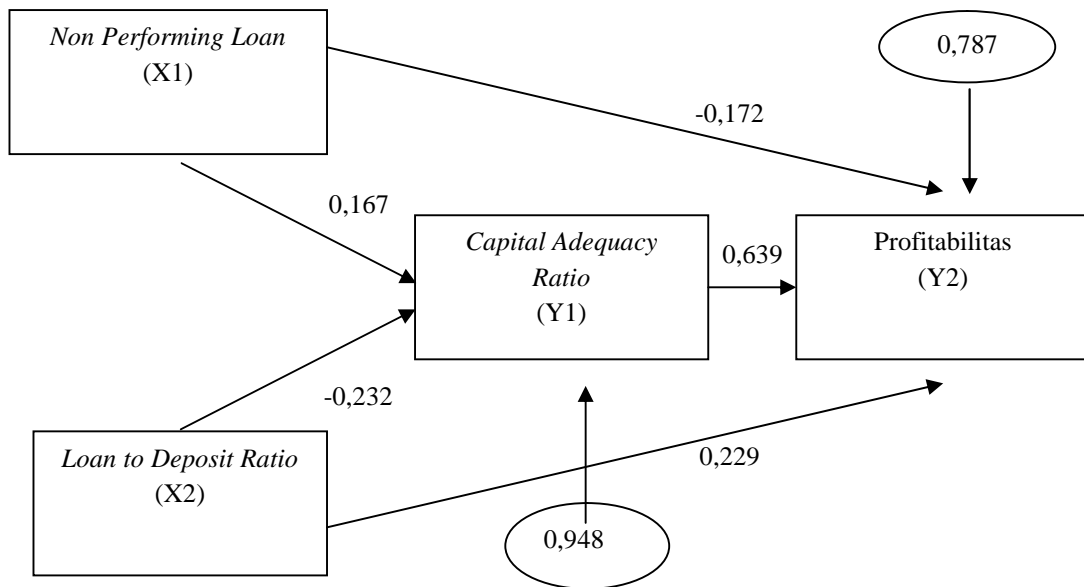 Non Performing Loan
(X1)
0,787
-0,172
0,167
Capital Adequacy
Ratio
(Y1)
0,639
Profitabilitas
(Y2)
-0,232
Loan to Deposit Ratio
(X2)
0,229
0,948